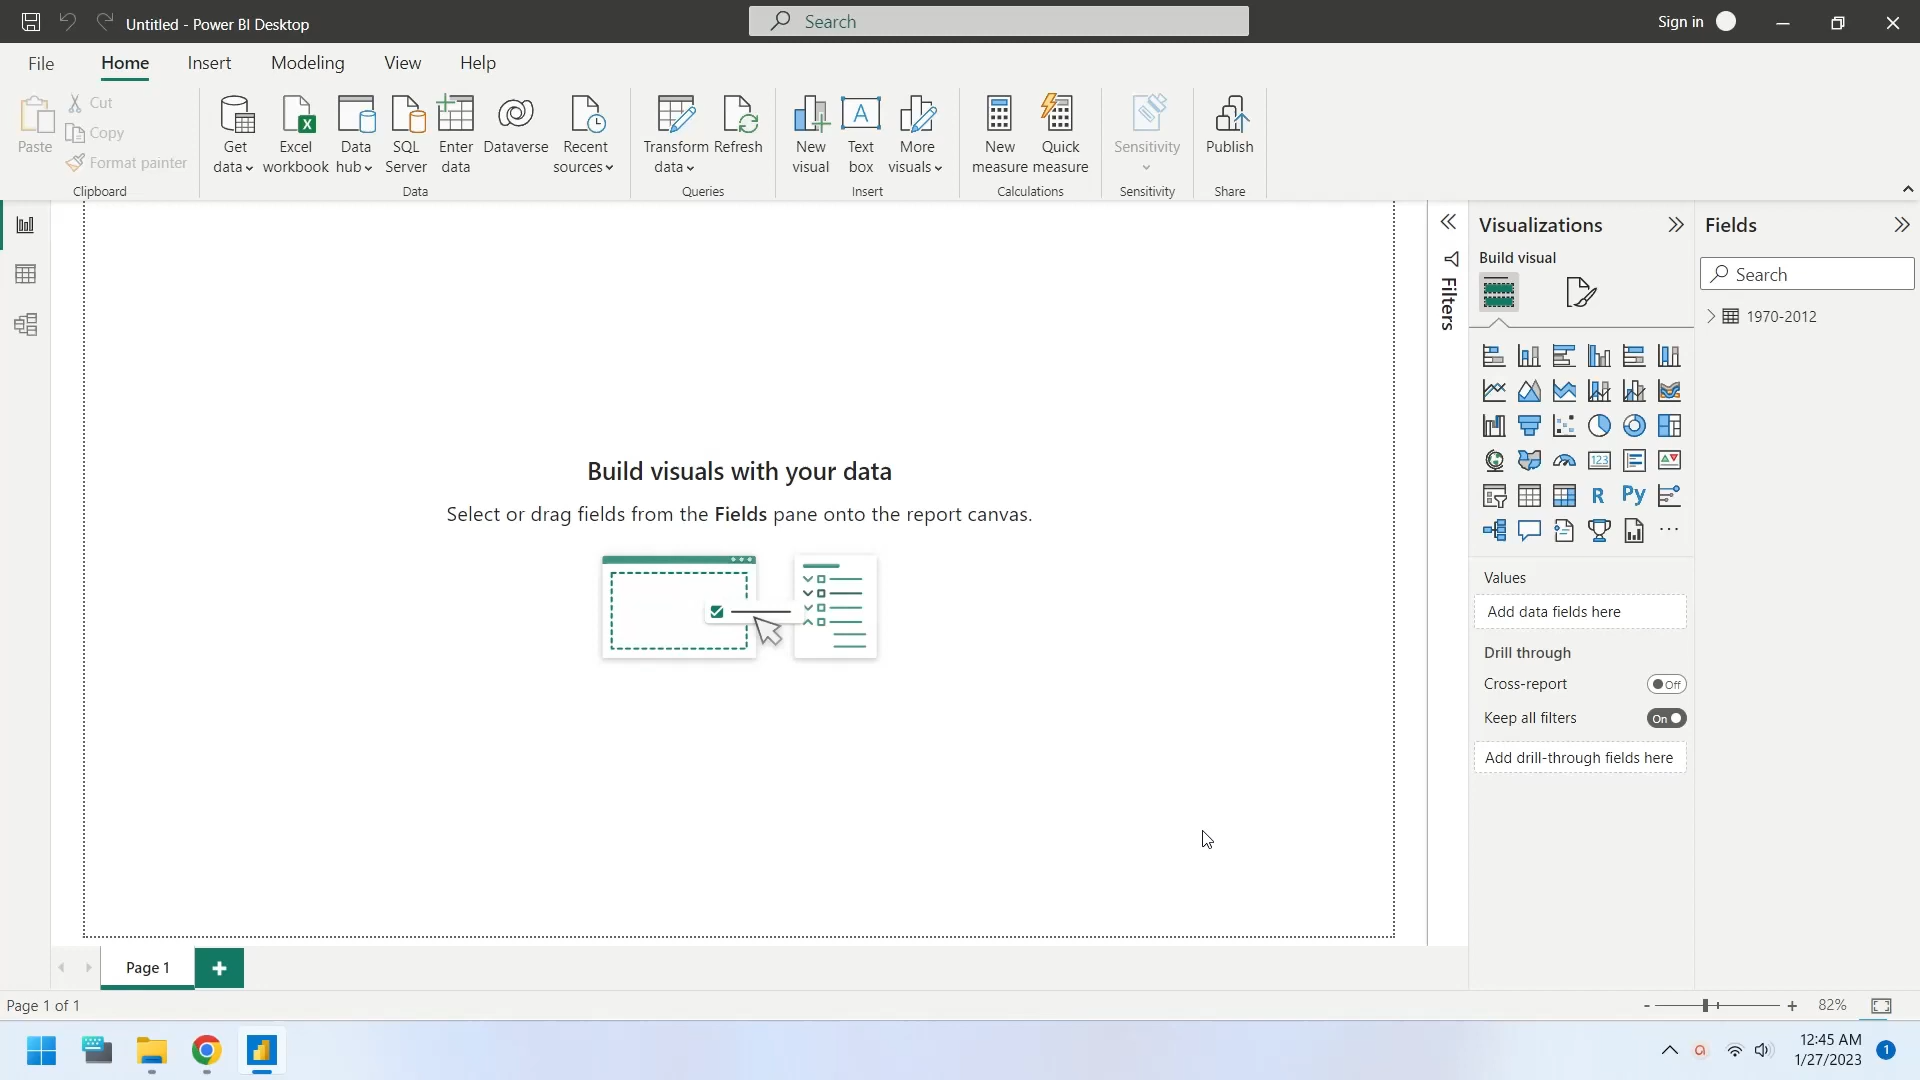 Untitled - Power BI Desktop
Search
Sign in
File
Home
Insert
Modeling
View
Help
Paste
Cut
Copy
Format painter
Clipboard
Get data
Excel workbook
Data hub
SQL Server
Enter data
Dataverse
Recent sources
Data
Transform data
Refresh
Queries
New visual
Text box
More visuals
Insert
New measure
Quick measure
Calculations
Sensitivity
Sensitivity
Publish
Share
Filters
Visualizations
Build visual
123
R
Py
Values
Add data fields here
Drill through
Cross-report
Off
Keep all filters
On
Add drill-through fields here
Fields
Search
1970-2012
Build visuals with your data
Select or drag fields from the Fields pane onto the report canvas.
Page 1
Page 1 of 1
82%
12:45 AM
1/27/2023
1